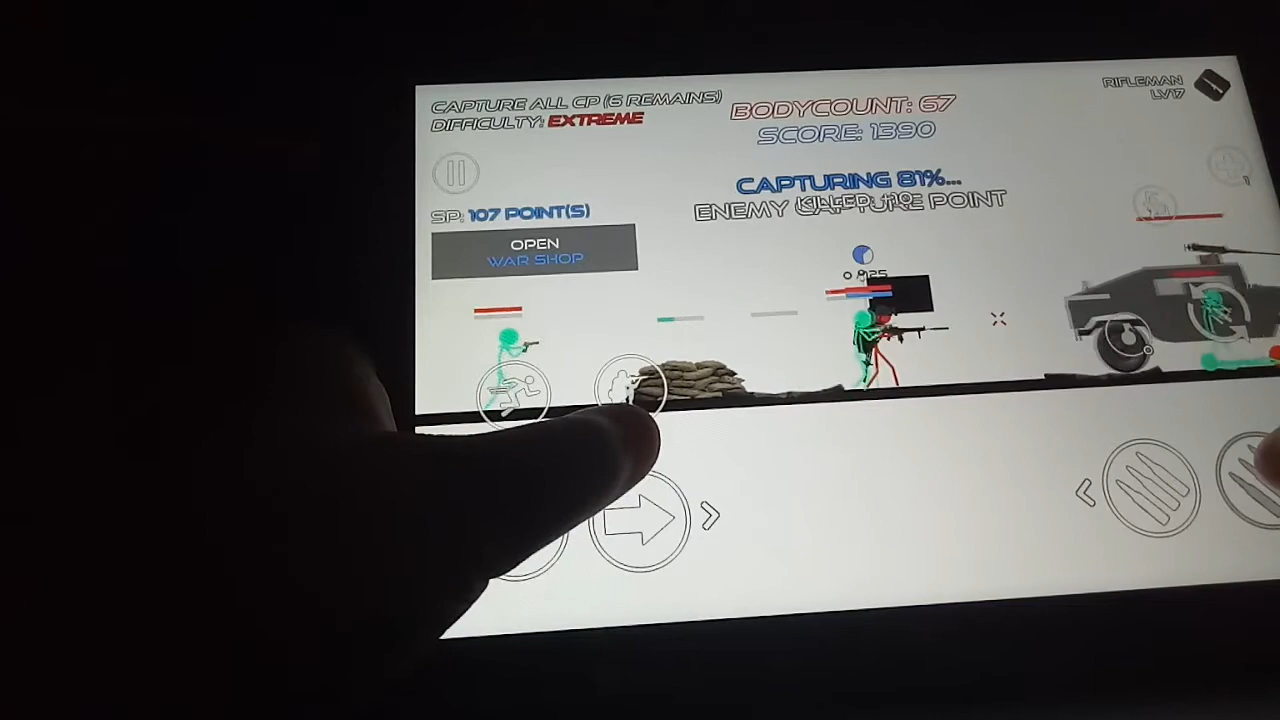 CAPTURE ALL CP (6 REMAINS)
DIFFICULTY: EXTREME
BODYCOUNT: 67
SCORE: 1390
RIFLEMAN
LV17
CAPTURING 81%...
ENEMY CAPTURE POINT
SP: 107 POINT(S)
OPEN
WAR SHOP
1